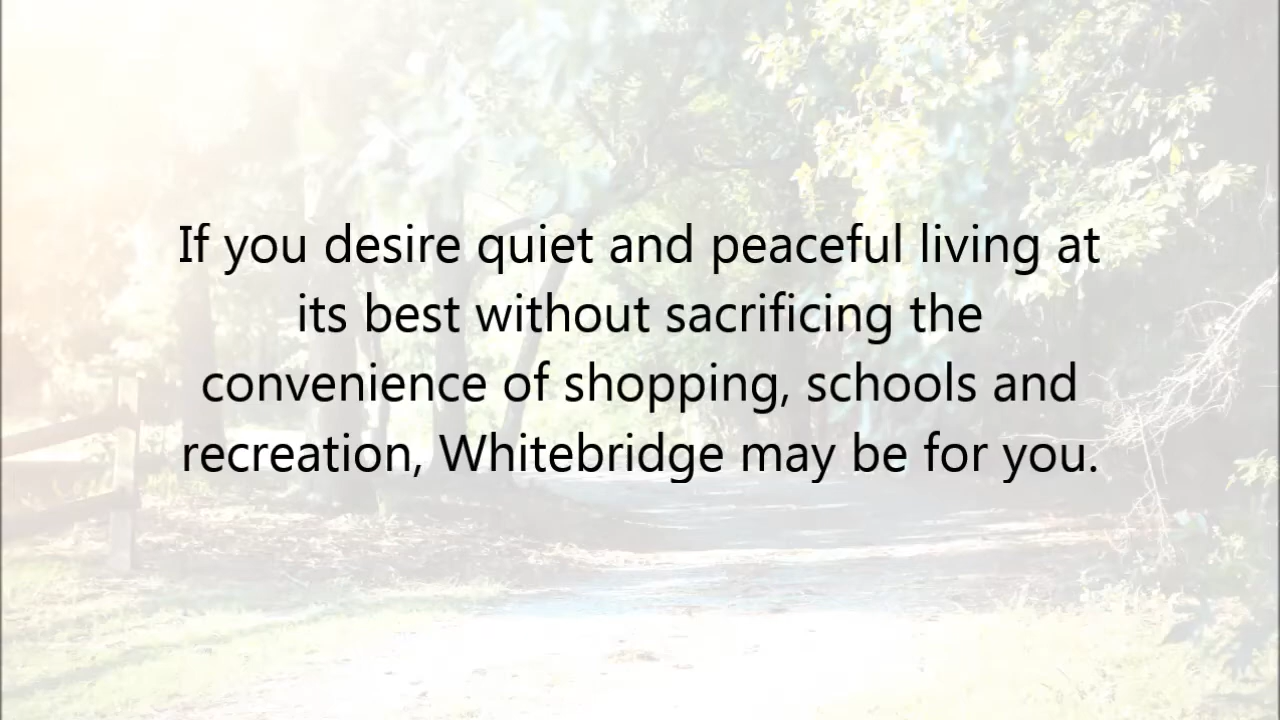 If you desire quiet and peaceful living at
its best without sacrificing the
convenience of shopping, schools and
recreation, Whitebridge may be for you.